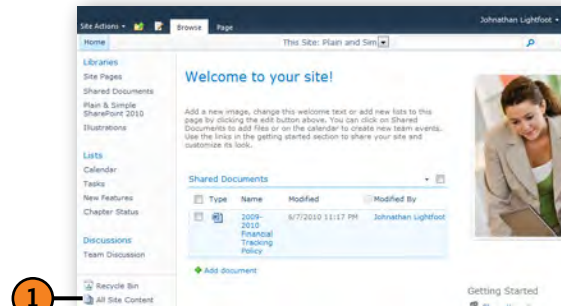 Site Actions
Browse
Page
Johnathan Lightfoot
Home
This Site: Plain and Sim
Libraries
Site Pages
Shared Documents
Plain & Simple
SharePoint 2010
Illustrations
Lists
Calendar
Tasks
New Features
Chapter Status
Discussions
Team Discussion
Recycle Bin
1
All Site Content
Welcome to your site!
Add a new image, change this welcome text or add new lists to this
page by clicking the edit button above. You can click on Shared
Documents to add files or on the calendar to create new team events.
Use the links in the getting started section to share your site and
customize its look.
Shared Documents
Type Name Modified Modified By
2009-
2010
Financial
Tracking
Policy
6/7/2010 11:17 PM
Johnathan Lightfoot
Add document
Getting Started